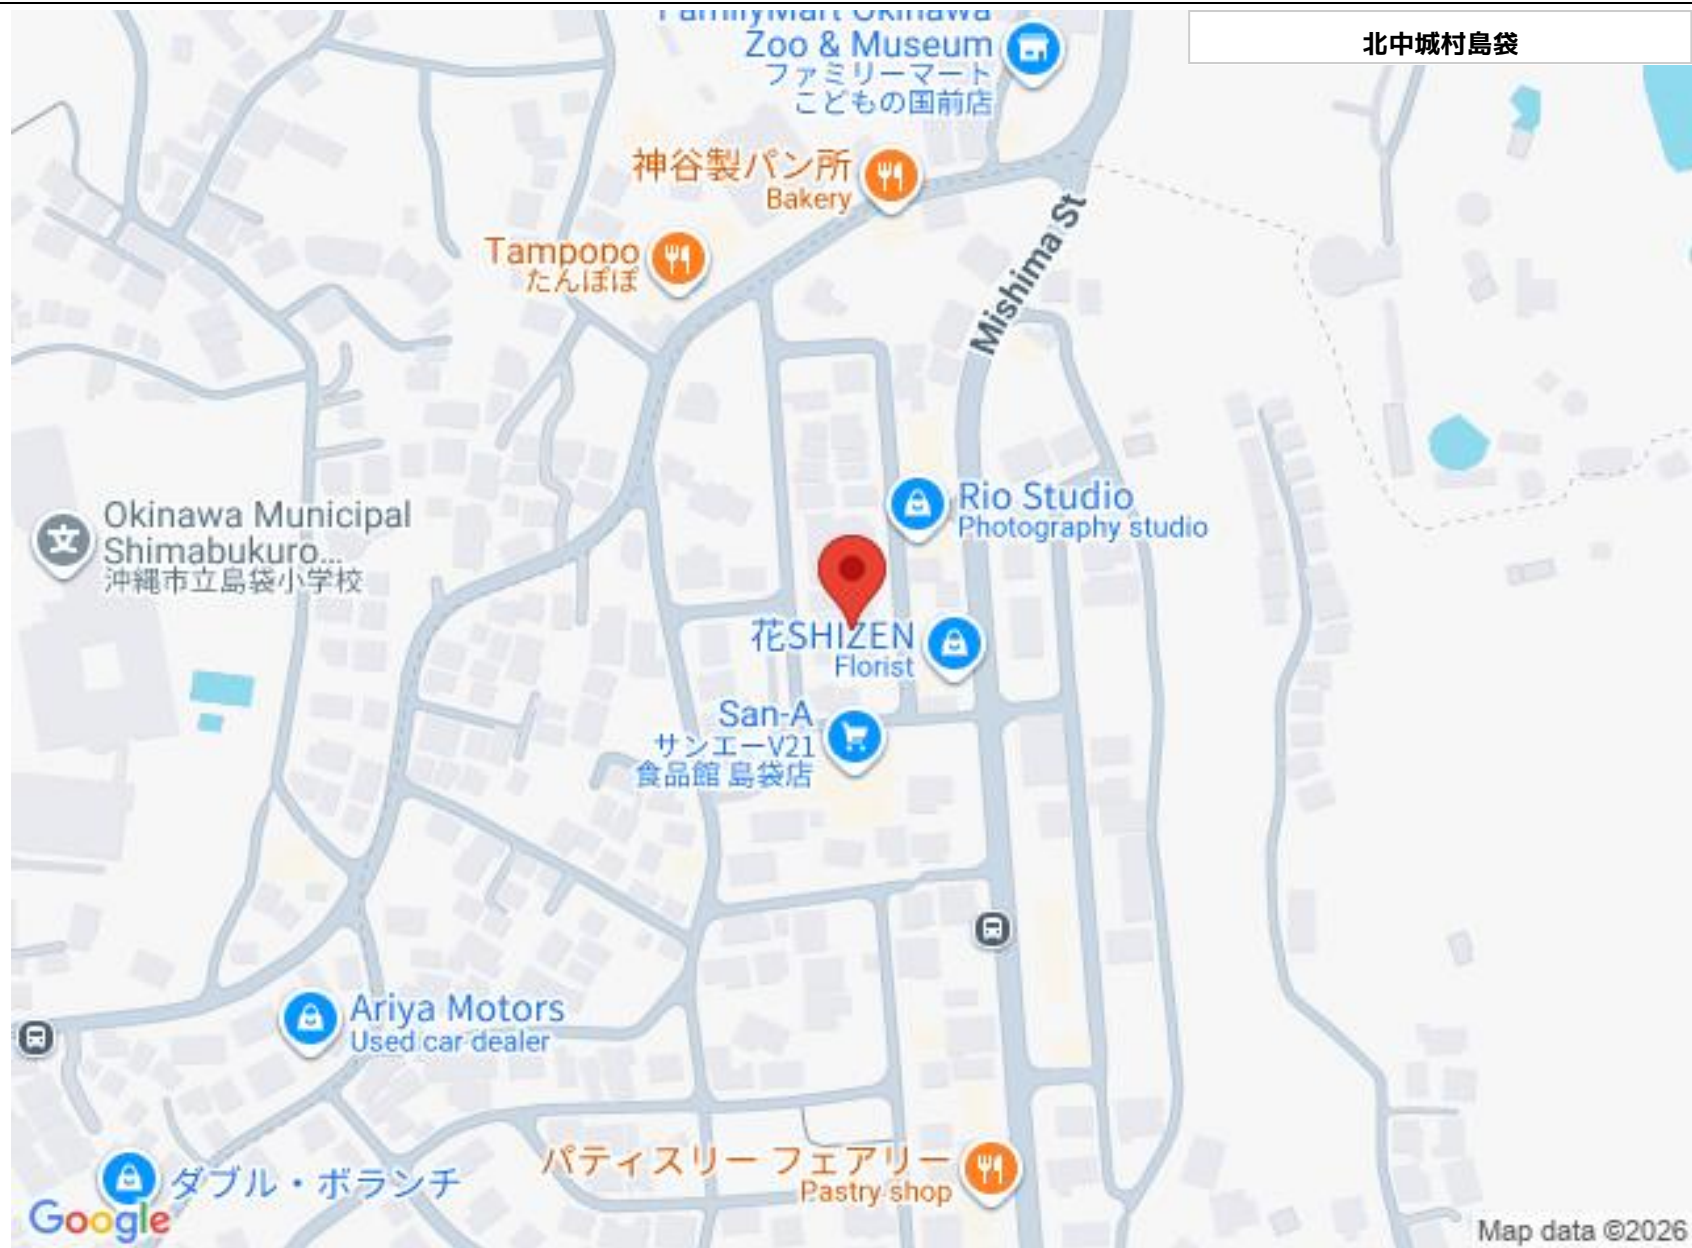 FamilyMart Okinawa
Zoo & Museum
ファミリーマート
こどもの国前店
北中城村島袋
神谷製パン所
Bakery
Tampopo
たんぽぽ
Mishima St
Okinawa Municipal
Shimabukuro...
沖縄市立島袋小学校
文
Rio Studio
Photography studio
花SHIZEN
Florist
San-A
サンエーV21
食品館 島袋店
Ariya Motors
Used car dealer
パティスリー フェアリー
Pastry shop
ダブル・ボランチ
Google
Map data ©2026